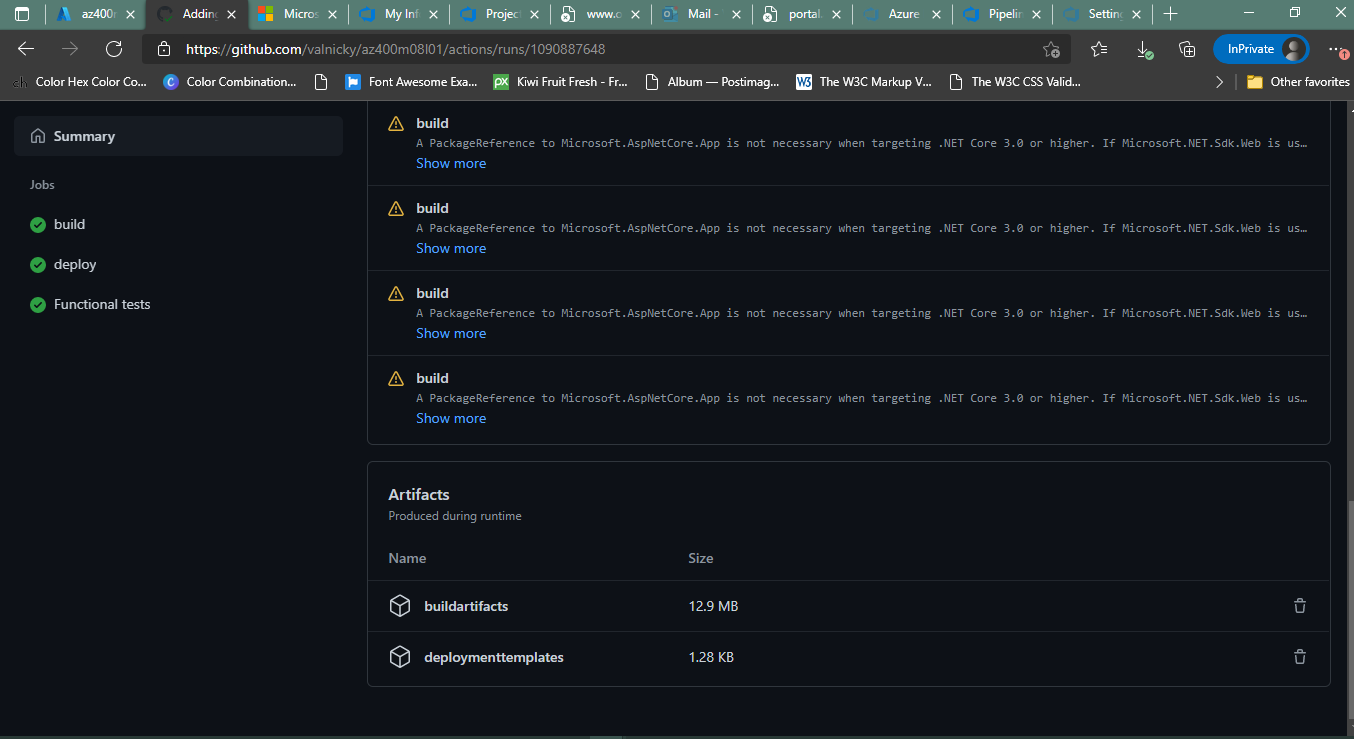 az400m
Adding
Micros
My Inf
Project
www.o
Mail -
portal.
Azure
Pipelin
Setting
https://github.com/valnicky/az400m08l01/actions/runs/1090887648
InPrivate
Color Hex Color Co...
Color Combination...
Font Awesome Exa...
Kiwi Fruit Fresh - Fr...
Album — Postimag...
The W3C Markup V...
The W3C CSS Valid...
Other favorites
Summary
Jobs
build
deploy
Functional tests
build
A PackageReference to Microsoft.AspNetCore.App is not necessary when targeting .NET Core 3.0 or higher. If Microsoft.NET.Sdk.Web is us…
Show more
build
A PackageReference to Microsoft.AspNetCore.App is not necessary when targeting .NET Core 3.0 or higher. If Microsoft.NET.Sdk.Web is us…
Show more
build
A PackageReference to Microsoft.AspNetCore.App is not necessary when targeting .NET Core 3.0 or higher. If Microsoft.NET.Sdk.Web is us…
Show more
build
A PackageReference to Microsoft.AspNetCore.App is not necessary when targeting .NET Core 3.0 or higher. If Microsoft.NET.Sdk.Web is us…
Show more
Artifacts
Produced during runtime
Name Size
buildartifacts 12.9 MB
deploymenttemplates 1.28 KB